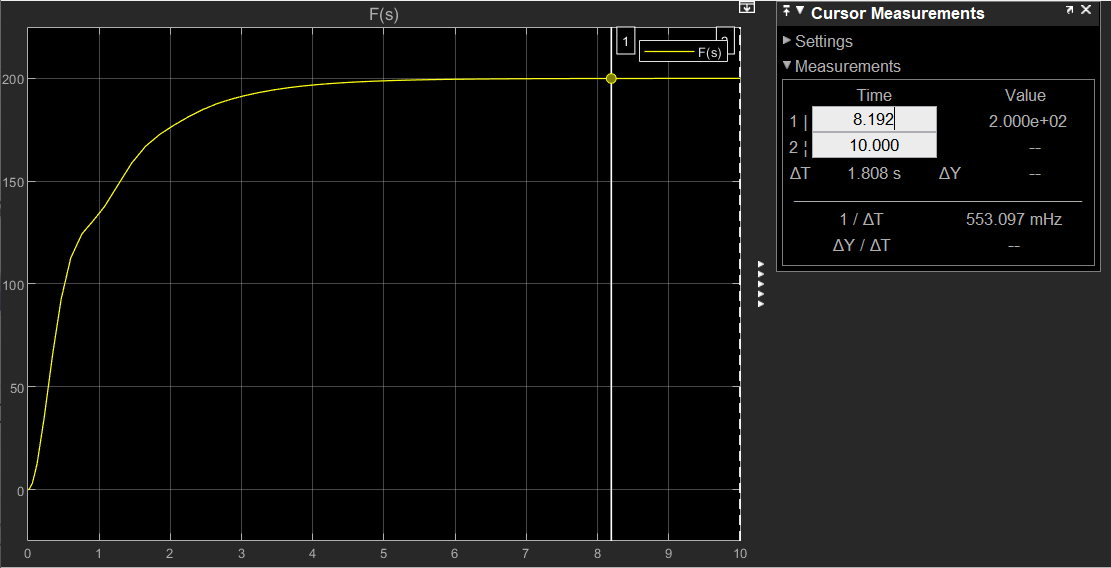 F(s)
200
150
100
50
0
0 1 2 3 4 5 6 7 8 9 10
1
2
F(s)
Cursor Measurements
Settings
Measurements
Time Value
1 | 8.192 2.000e+02
2 ¦ 10.000 --
ΔT 1.808 s ΔY --
1 / ΔT 553.097 mHz
ΔY / ΔT --